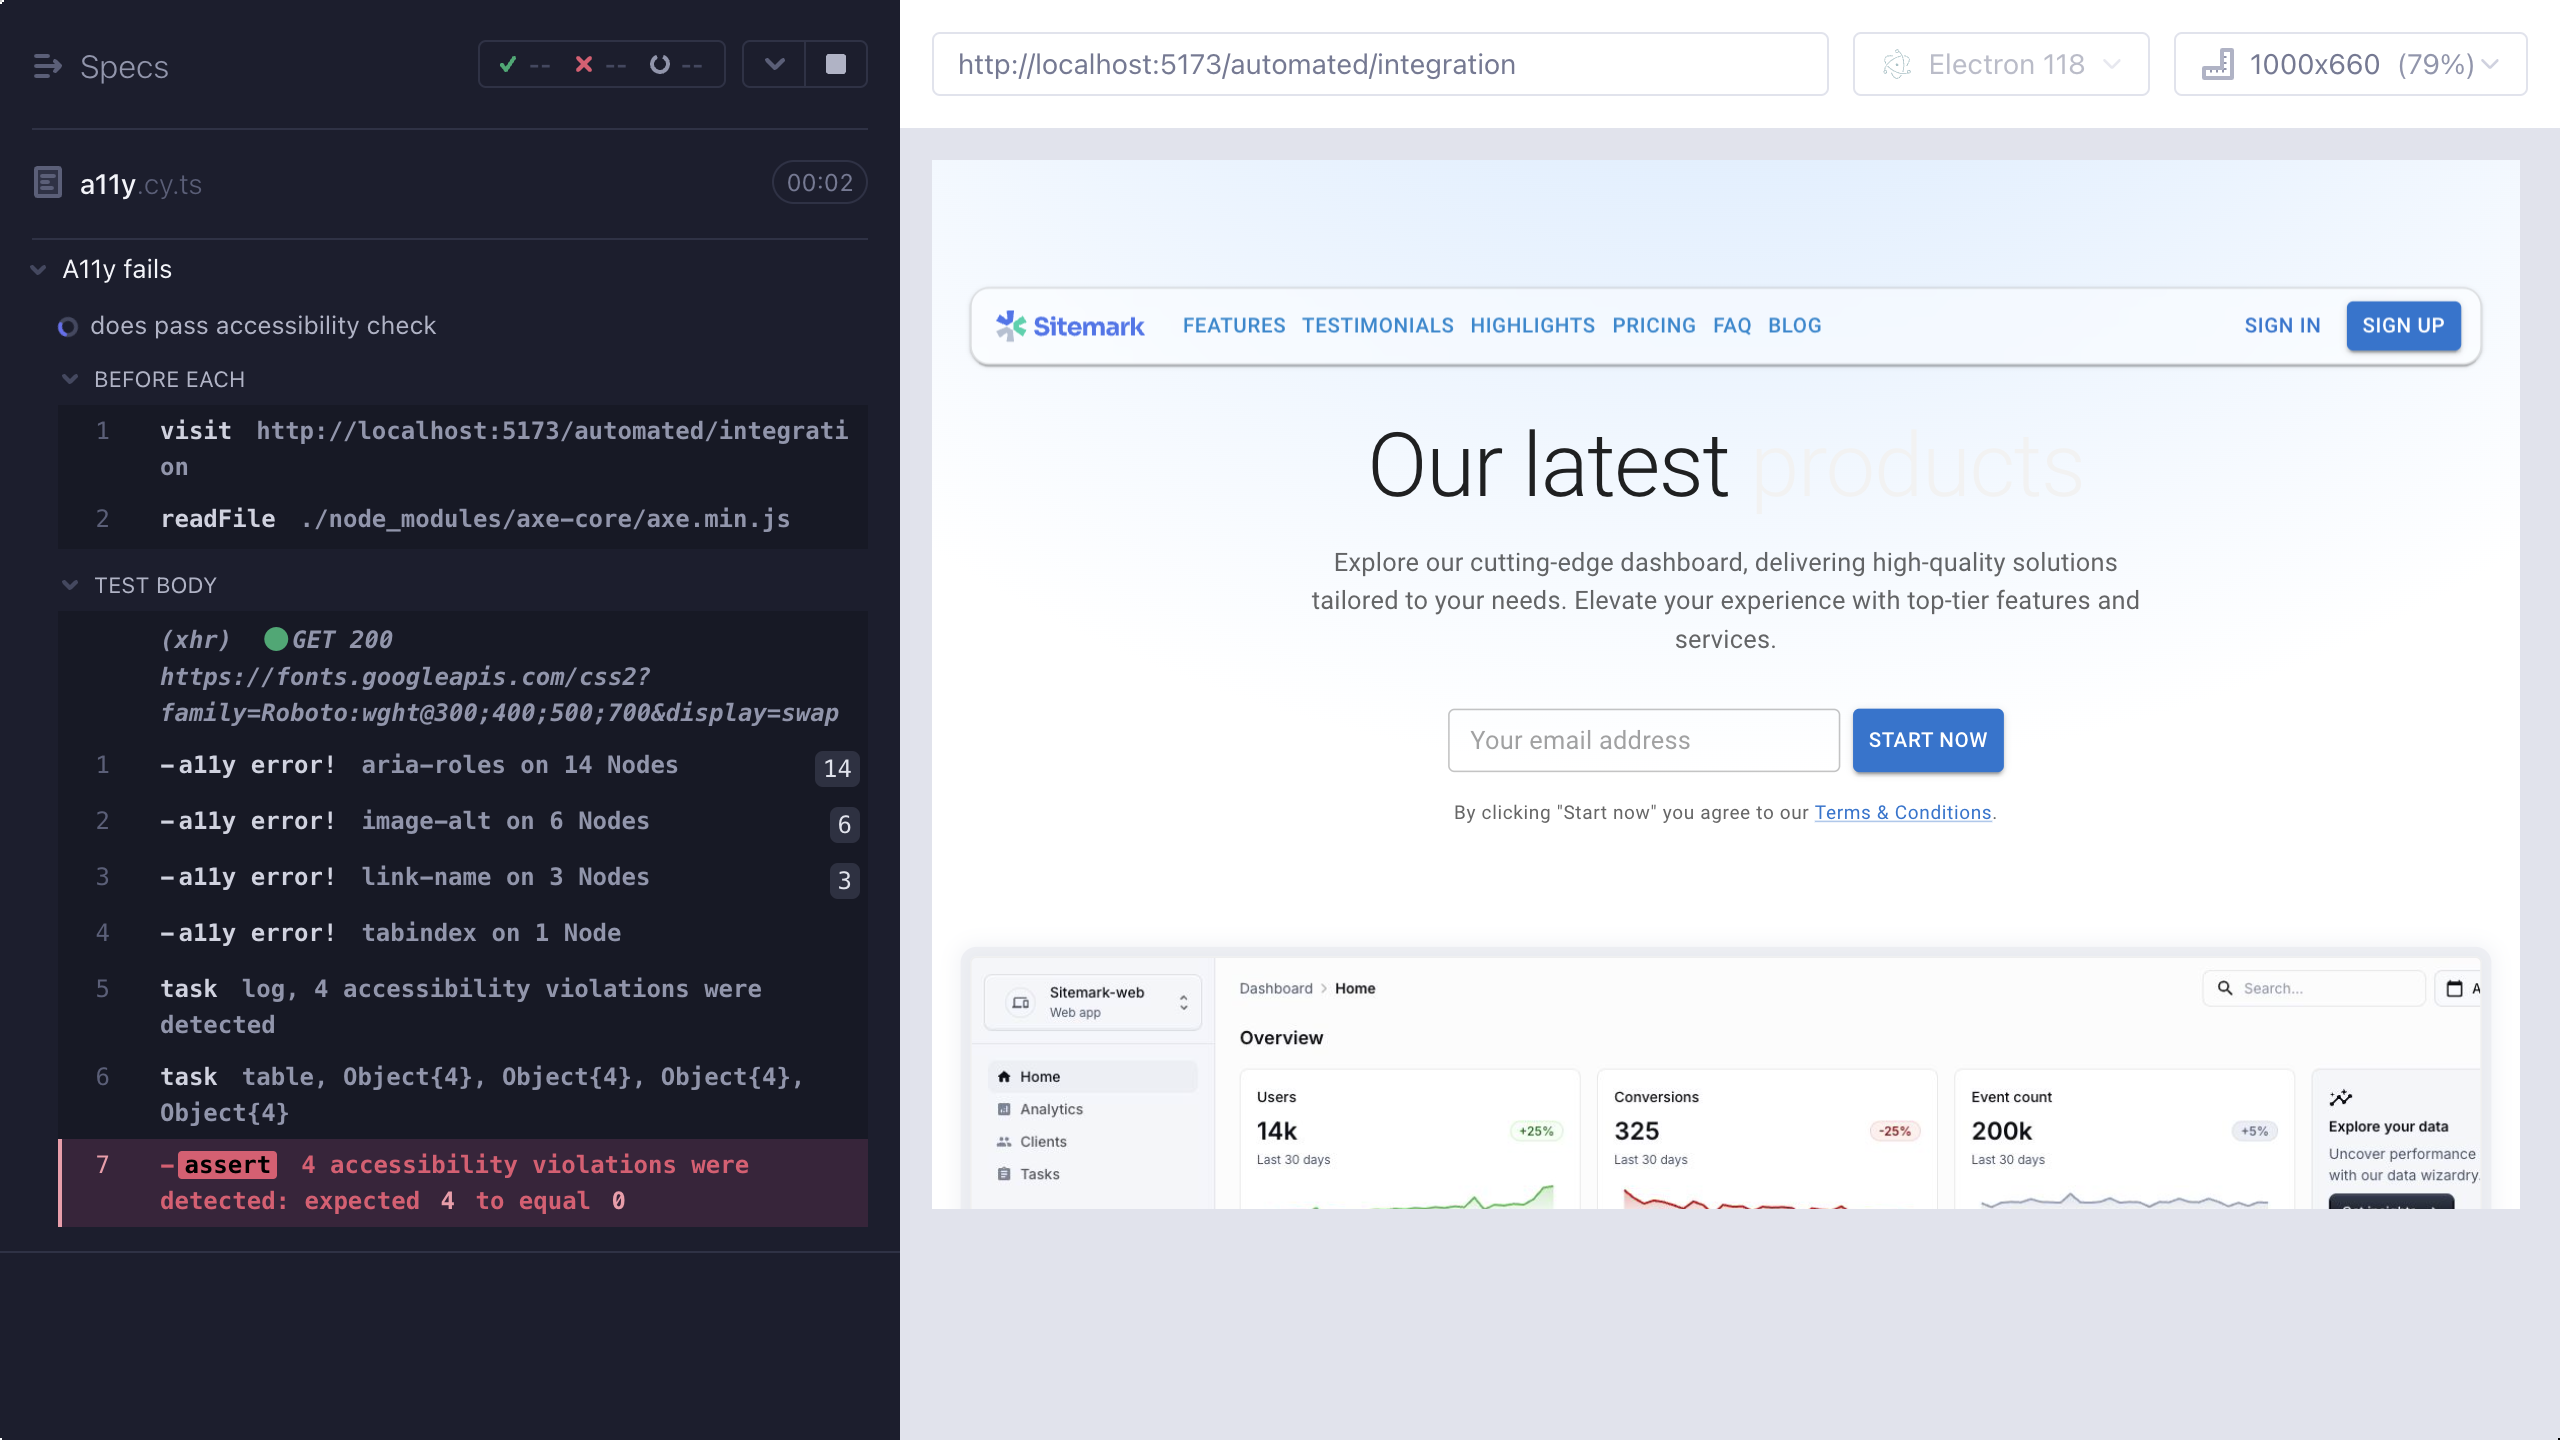 Specs
-- -- --
a11y.cy.ts
00:02
A11y fails
does pass accessibility check
BEFORE EACH
1 visit http://localhost:5173/automated/integrati
on
2 readFile ./node_modules/axe-core/axe.min.js
TEST BODY
(xhr) GET 200
https://fonts.googleapis.com/css2?
family=Roboto:wght@300;400;500;700&display=swap
1 -a11y error! aria-roles on 14 Nodes 14
2 -a11y error! image-alt on 6 Nodes 6
3 -a11y error! link-name on 3 Nodes 3
4 -a11y error! tabindex on 1 Node
5 task log, 4 accessibility violations were
detected
6 task table, Object{4}, Object{4}, Object{4},
Object{4}
7 -assert 4 accessibility violations were
detected: expected 4 to equal 0
http://localhost:5173/automated/integration
Electron 118
1000x660 (79%)
Sitemark FEATURES TESTIMONIALS HIGHLIGHTS PRICING FAQ BLOG SIGN IN SIGN UP
Our latest products
Explore our cutting-edge dashboard, delivering high-quality solutions
tailored to your needs. Elevate your experience with top-tier features and
services.
Your email address
START NOW
By clicking "Start now" you agree to our Terms & Conditions.
Sitemark-web
Web app
Home
Analytics
Clients
Tasks
Dashboard > Home
Search...
A
Overview
Users
14k +25%
Last 30 days
Conversions
325 -25%
Last 30 days
Event count
200k +5%
Last 30 days
Explore your data
Uncover performance
with our data wizardry.